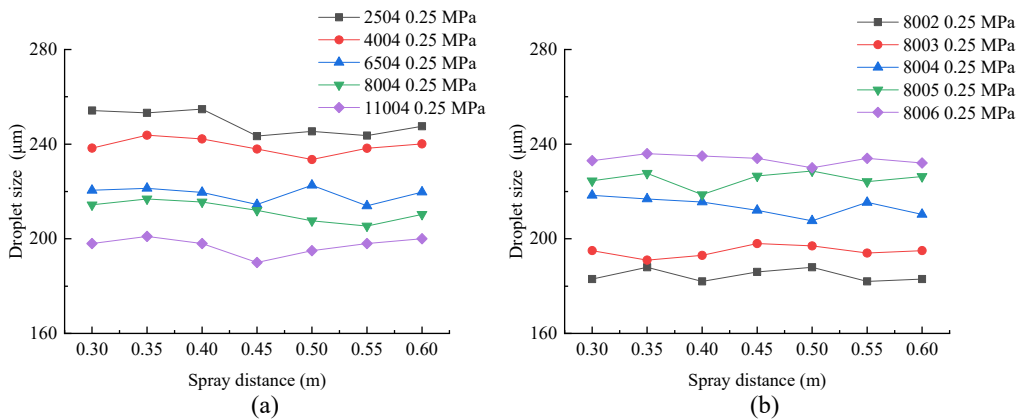 2504 0.25 MPa
4004 0.25 MPa
6504 0.25 MPa
8004 0.25 MPa
11004 0.25 MPa
280
240
200
160
Droplet size (μm)
0.30 0.35 0.40 0.45 0.50 0.55 0.60
Spray distance (m)
(a)
8002 0.25 MPa
8003 0.25 MPa
8004 0.25 MPa
8005 0.25 MPa
8006 0.25 MPa
280
240
200
160
Droplet size (μm)
0.30 0.35 0.40 0.45 0.50 0.55 0.60
Spray distance (m)
(b)